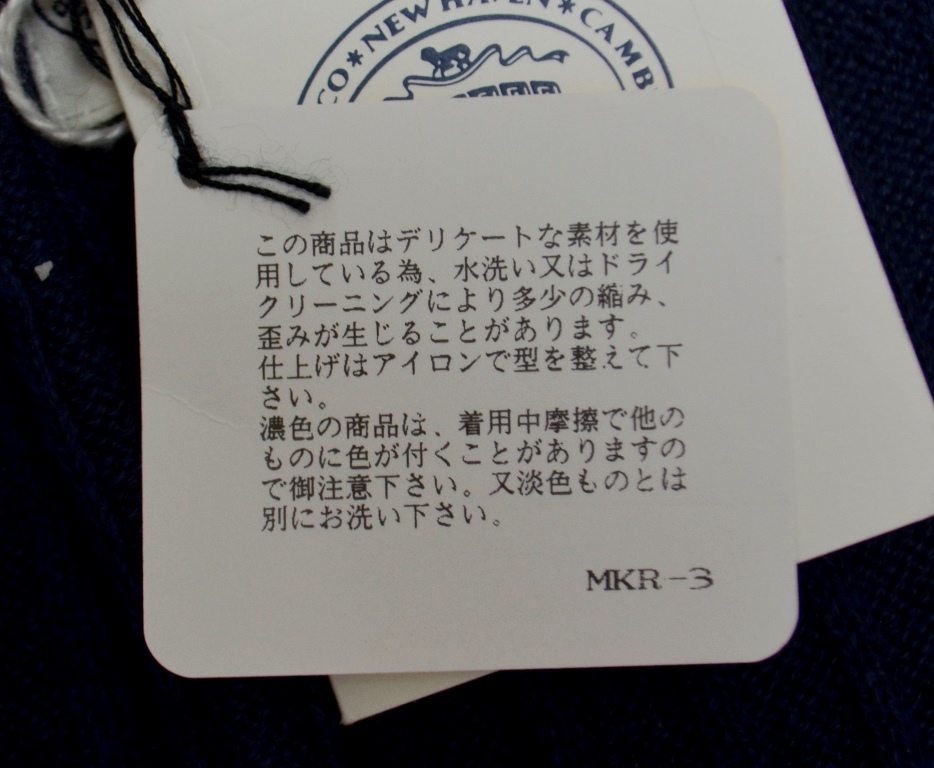 CO*NEW HAVEN*CAMB
この商品はデリケートな素材を使
用している為、水洗い又はドライ
クリーニングにより多少の縮み、
歪みが生じることがあります。
仕上げはアイロンで型を整えて下
さい。
濃色の商品は、着用中摩擦で他の
ものに色が付くことがありますの
で御注意下さい。又淡色ものとは
別にお洗い下さい。
MKR-3